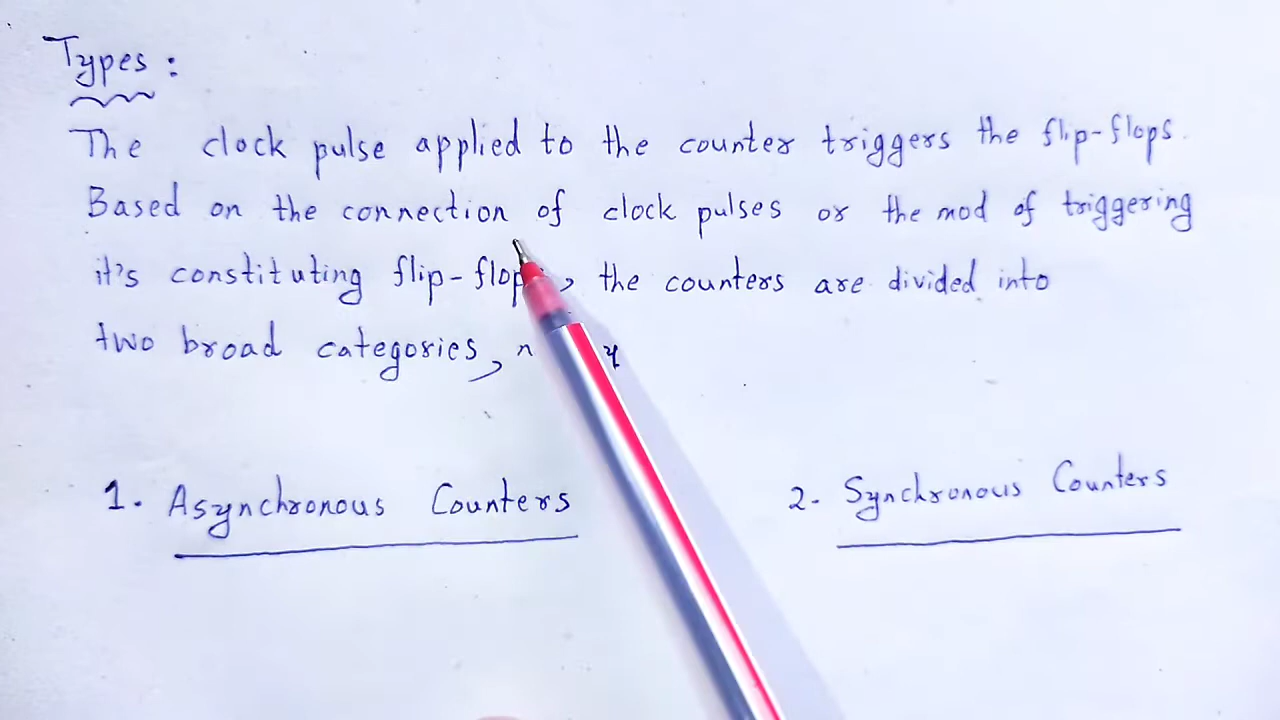 Types :
The clock pulse applied to the counter triggers the flip-flops.
Based on the connection of clock pulses or the mod of triggering
it's constituting flip-flop , the counters are divided into
two broad categories,
1. Asynchronous Counters
2. Synchronous Counters